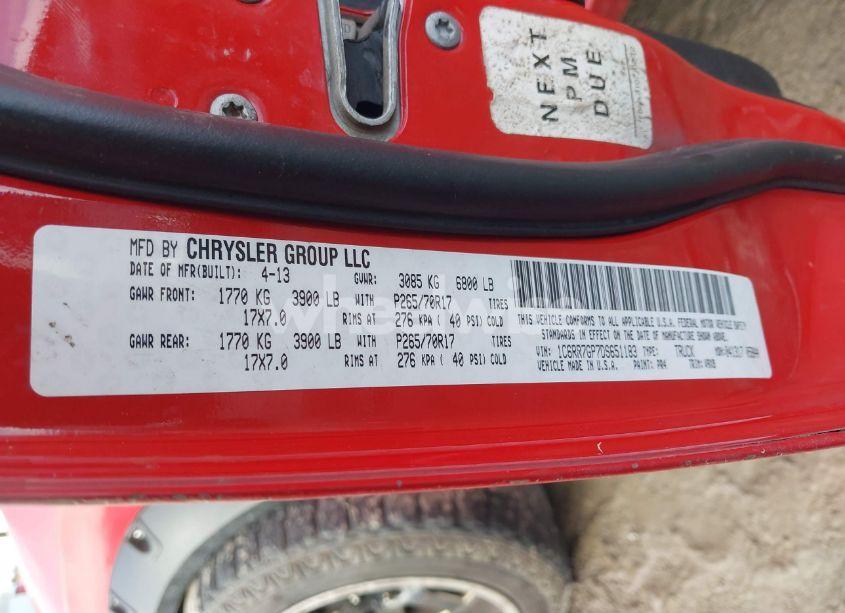 NEXT
PM
DUE
MFD BY CHRYSLER GROUP LLC
DATE OF MFR(BUILT): 4-13 GVWR: 3085 KG 6800 LB
GAWR FRONT: 1770 KG 3900 LB WITH P265/70R17 TIRES
17X7.0 RIMS AT 276 KPA ( 40 PSI) COLD
GAWR REAR: 1770 KG 3900 LB WITH P265/70R17 TIRES
17X7.0 RIMS AT 276 KPA ( 40 PSI) COLD
THIS VEHICLE CONFORMS TO ALL APPLICABLE U.S.A. FEDERAL MOTOR VEHICLE SAFETY
STANDARDS IN EFFECT ON THE DATE OF MANUFACTURE SHOWN ABOVE.
VIN: 1C6RR7GP7DS651183 TYPE: TRUCK MDH:
VEHICLE MADE IN U.S.A. PAINT: PR4 TRIM: